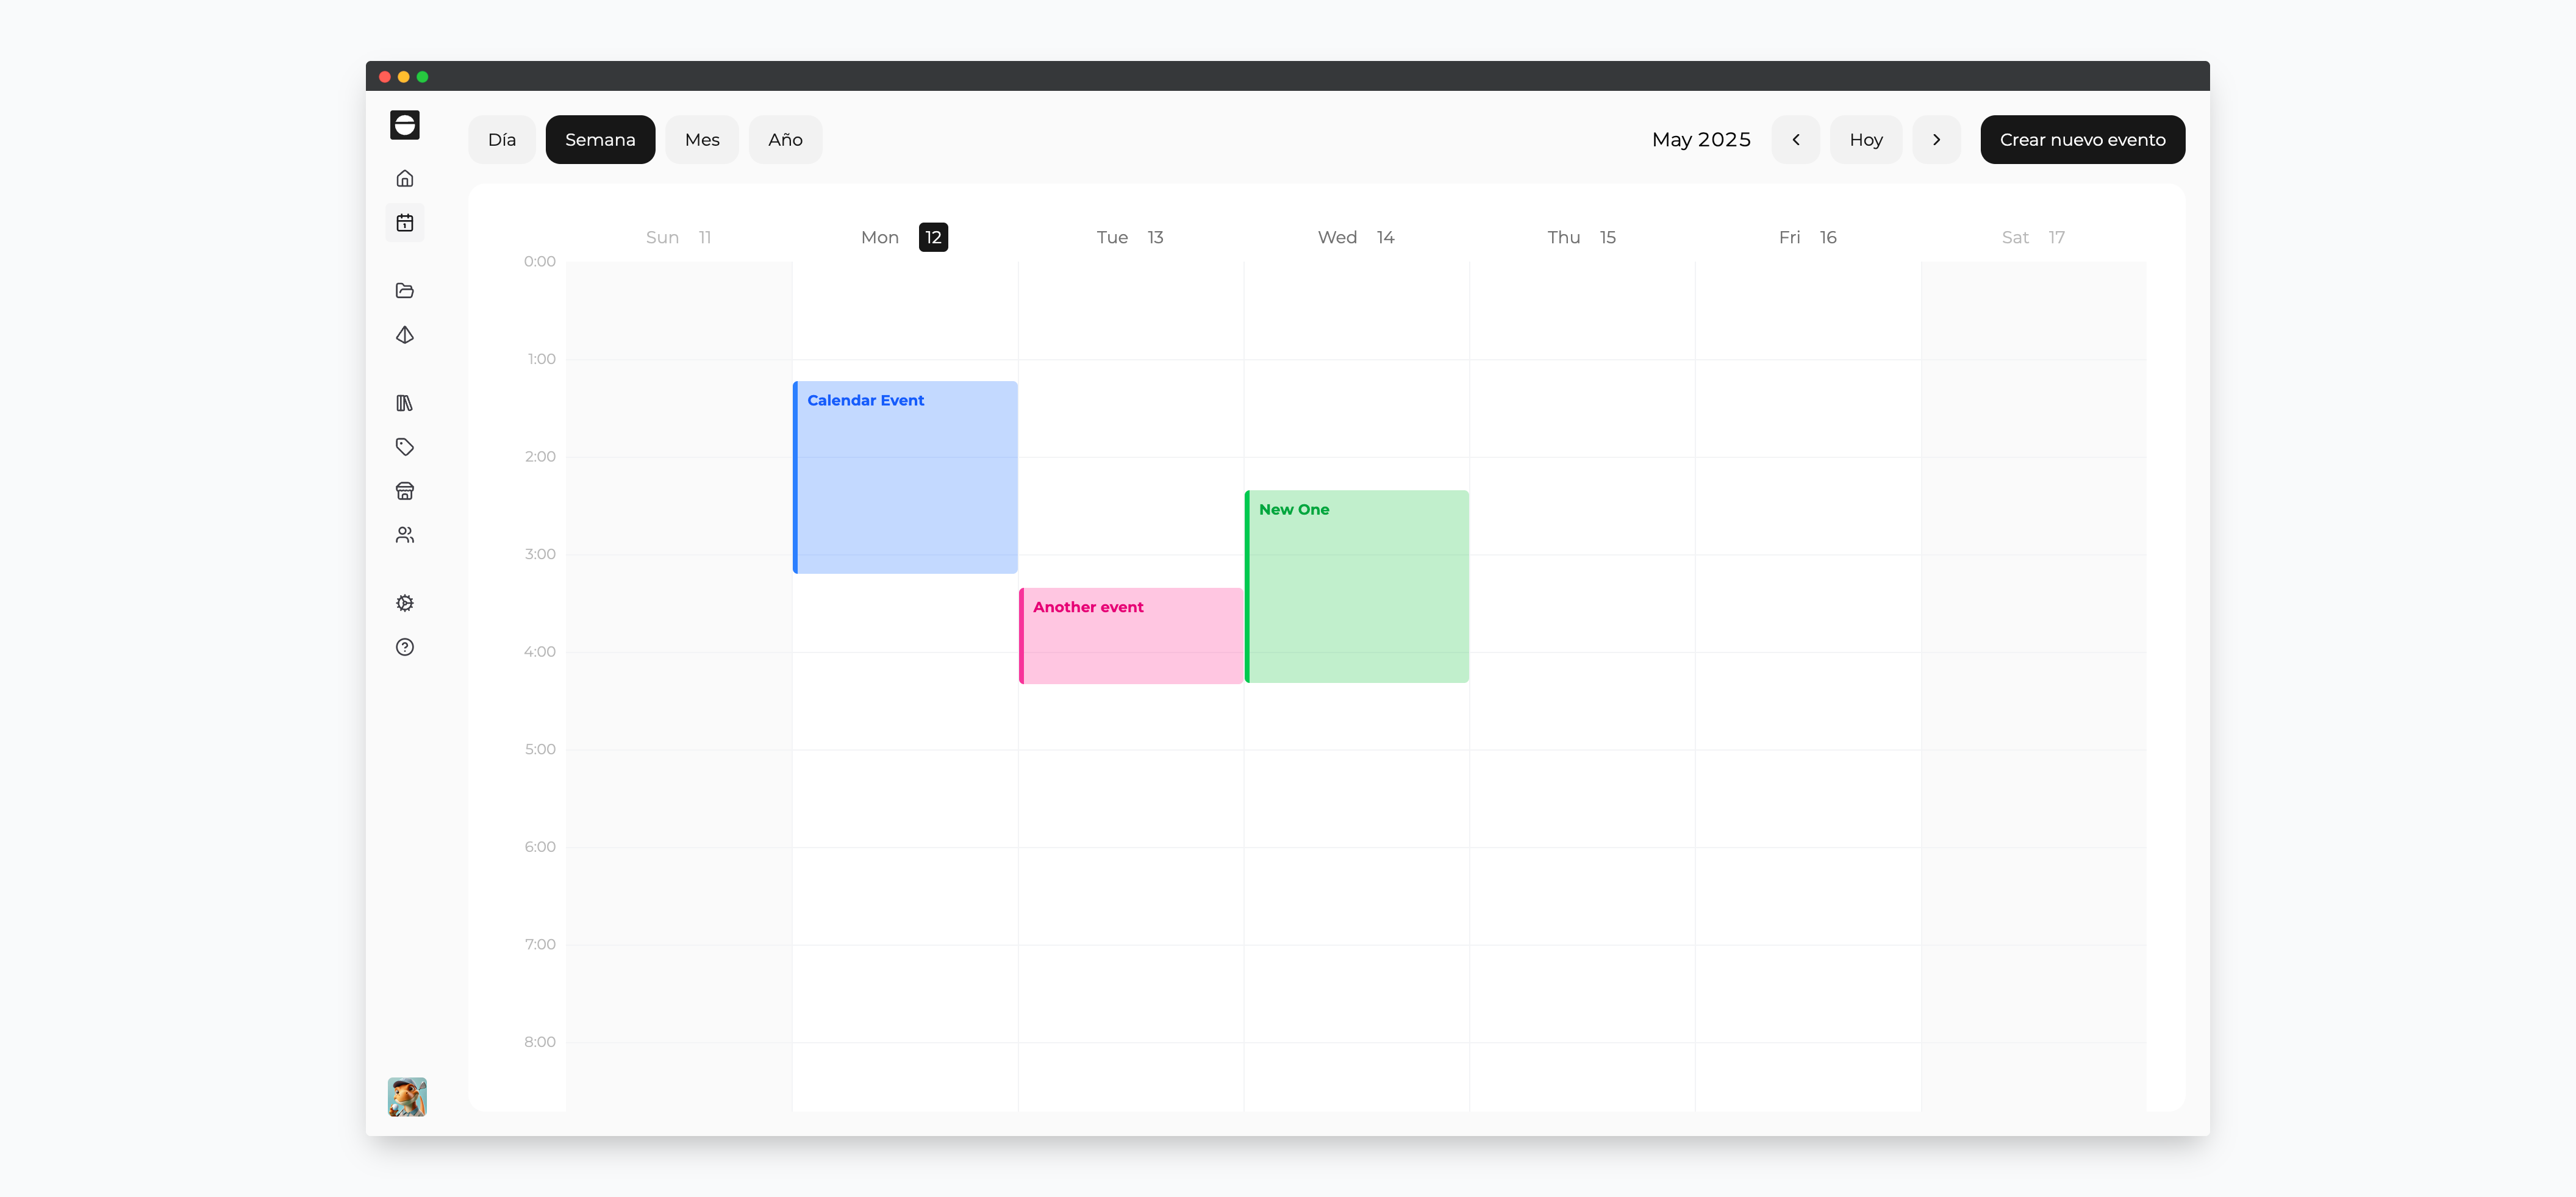 Día Semana Mes Año May 2025 Hoy Crear nuevo evento
Sun 11 Mon 12 Tue 13 Wed 14 Thu 15 Fri 16 Sat 17
0:00
1:00
Calendar Event
2:00
New One
3:00
Another event
4:00
5:00
6:00
7:00
8:00